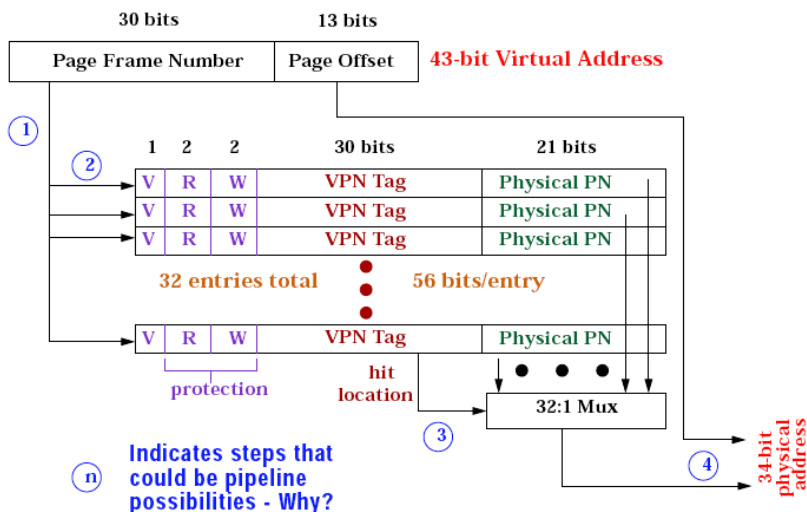 30 bits
13 bits
Page Frame Number
Page Offset
43-bit Virtual Address
1
2
1
2
2
30 bits
21 bits
V
R
W
VPN Tag
Physical PN
V
R
W
VPN Tag
Physical PN
V
R
W
VPN Tag
Physical PN
32 entries total
56 bits/entry
V
R
W
VPN Tag
Physical PN
protection
hit
location
32:1 Mux
3
4
34-bit
physical
address
n
Indicates steps that
could be pipeline
possibilities - Why?